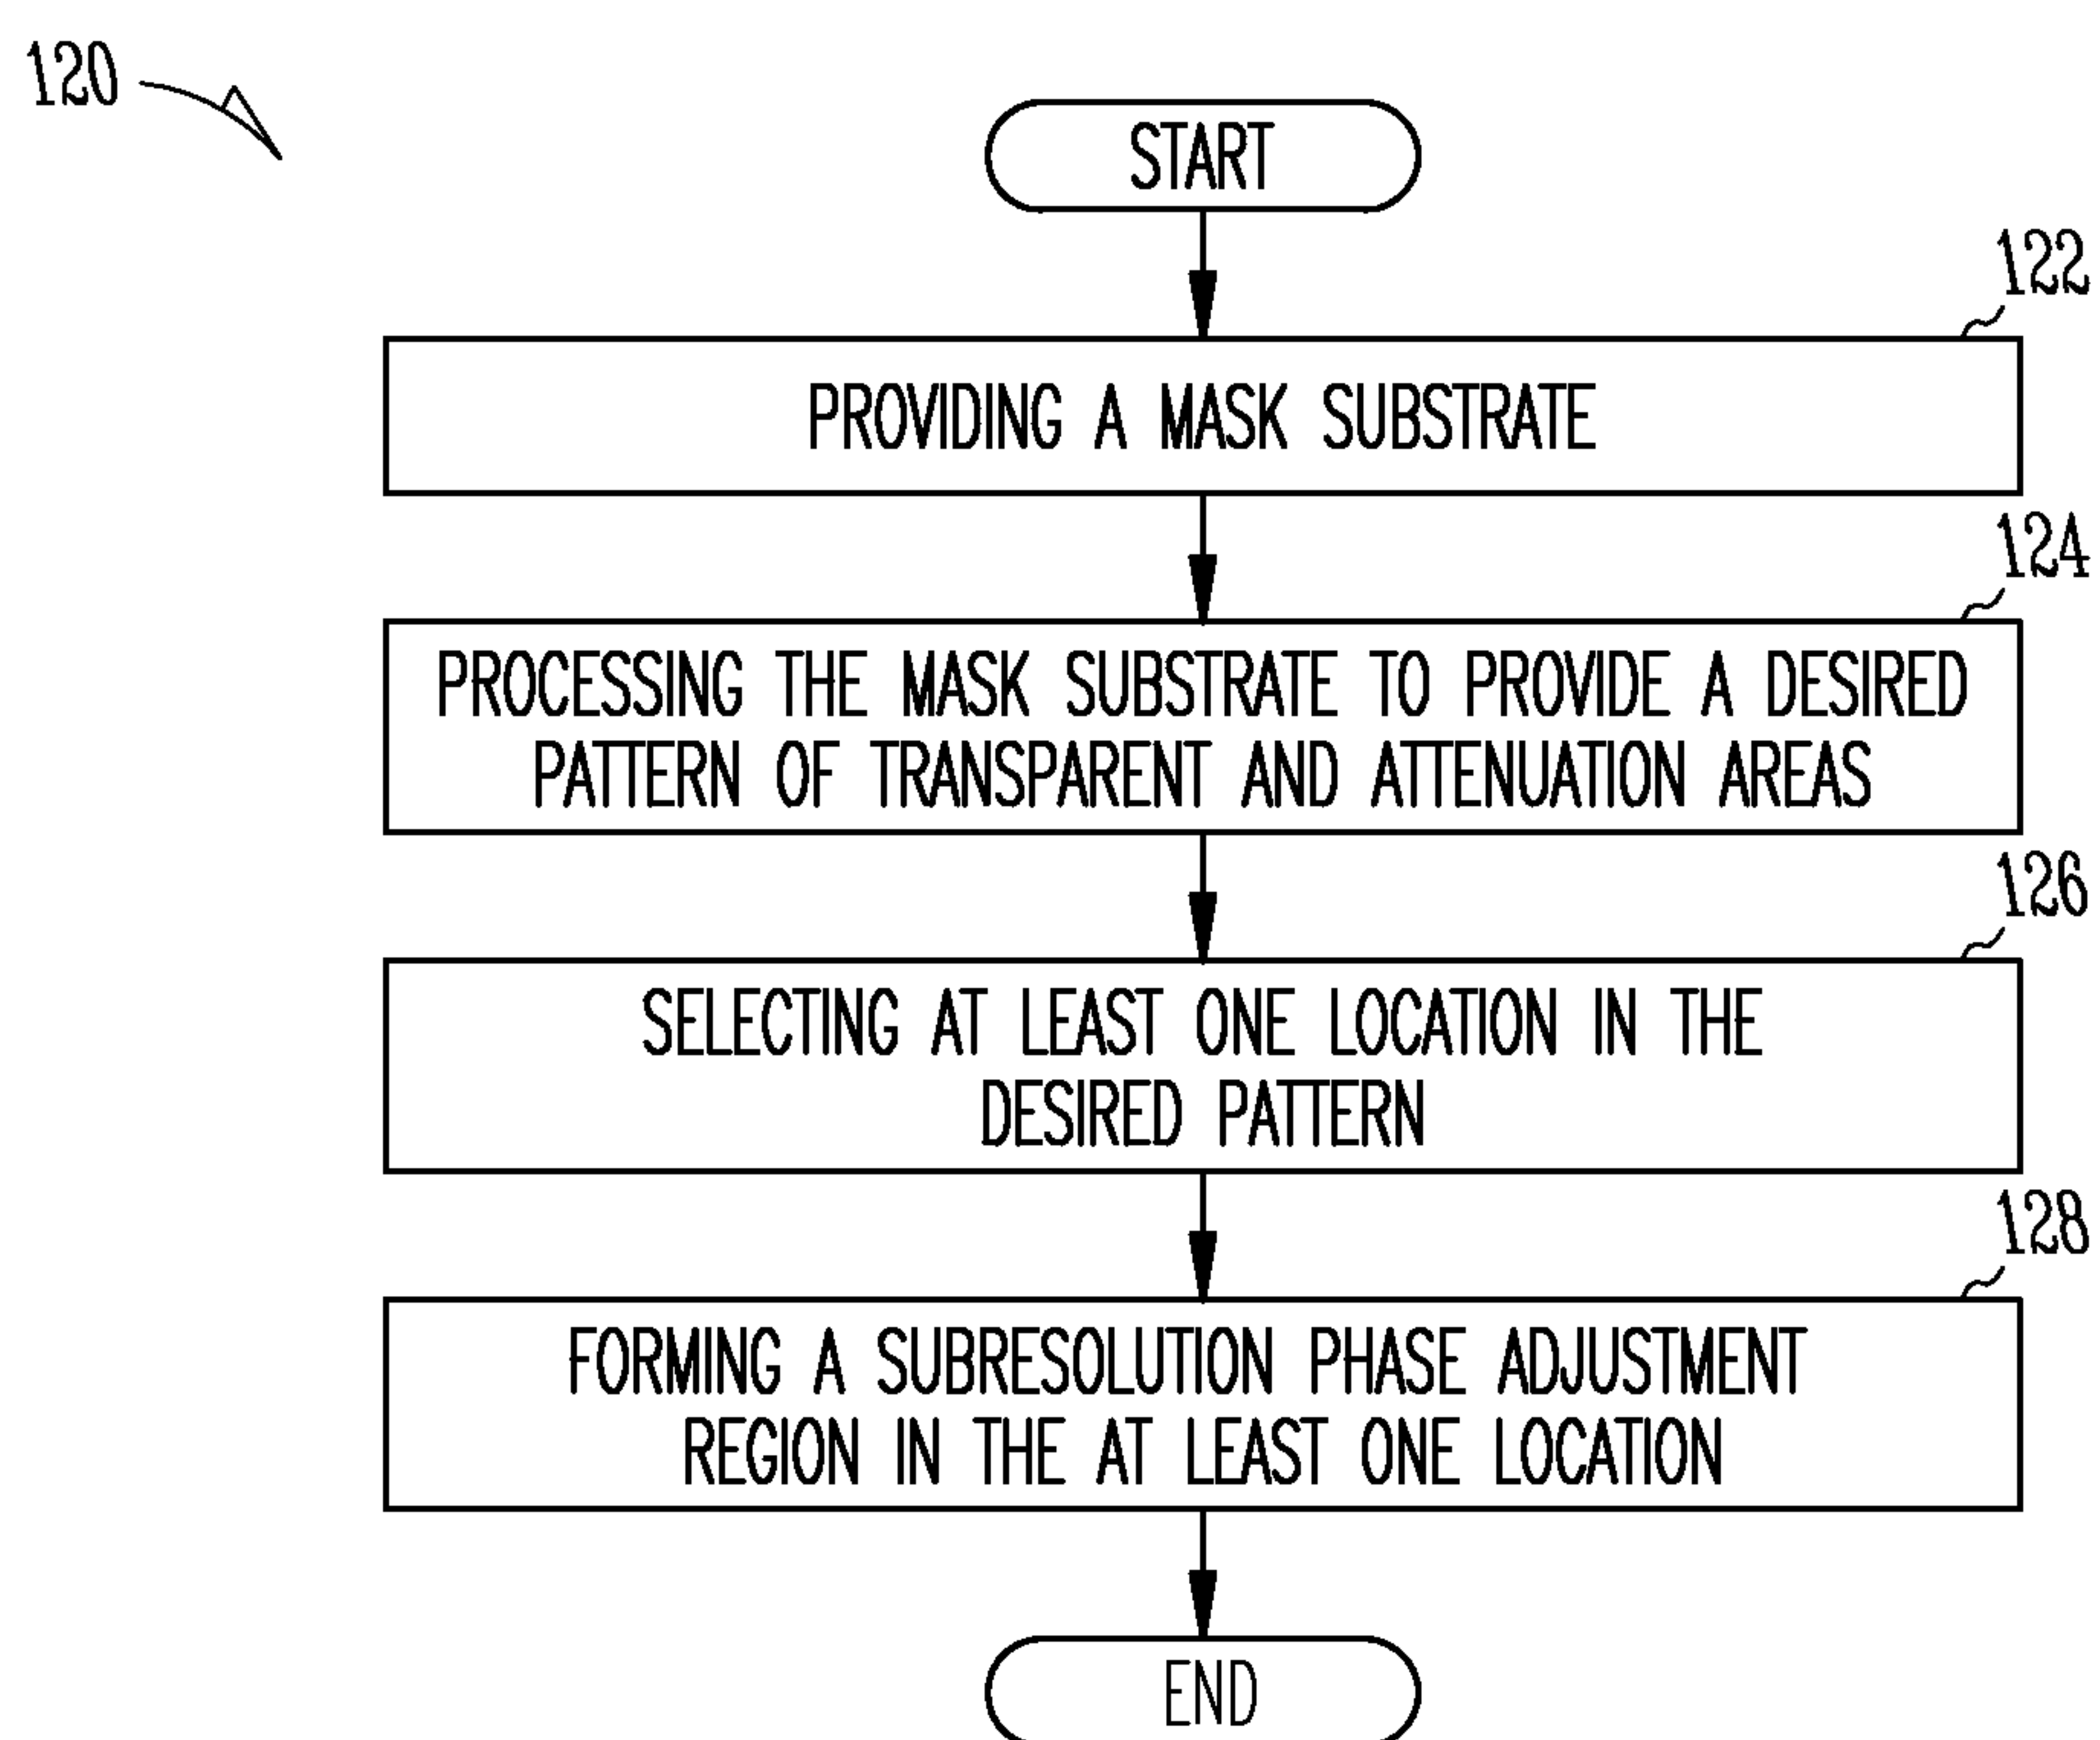 120
START
122
PROVIDING A MASK SUBSTRATE
124
PROCESSING THE MASK SUBSTRATE TO PROVIDE A DESIRED
PATTERN OF TRANSPARENT AND ATTENUATION AREAS
126
SELECTING AT LEAST ONE LOCATION IN THE
DESIRED PATTERN
128
FORMING A SUBRESOLUTION PHASE ADJUSTMENT
REGION IN THE AT LEAST ONE LOCATION
END